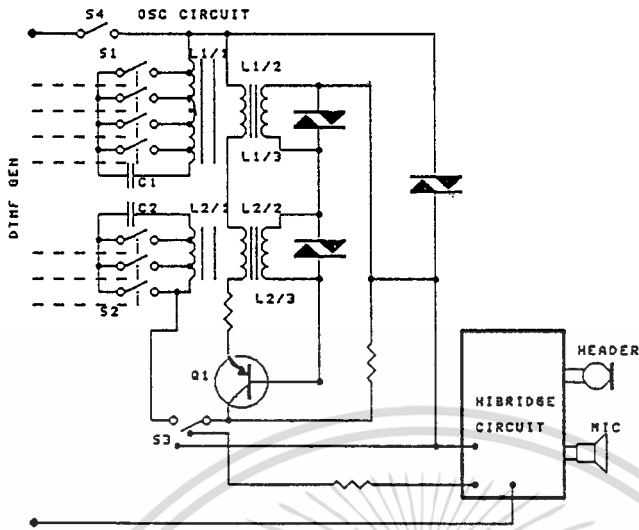 S4 OSC CIRCUIT
S1
L1/1
L1/2
L1/3
C1
C2
DTMF GEN
L2/1
L2/2
L2/3
S2
Q1
S3
HEADER
HIBRIDGE
CIRCUIT
MIC